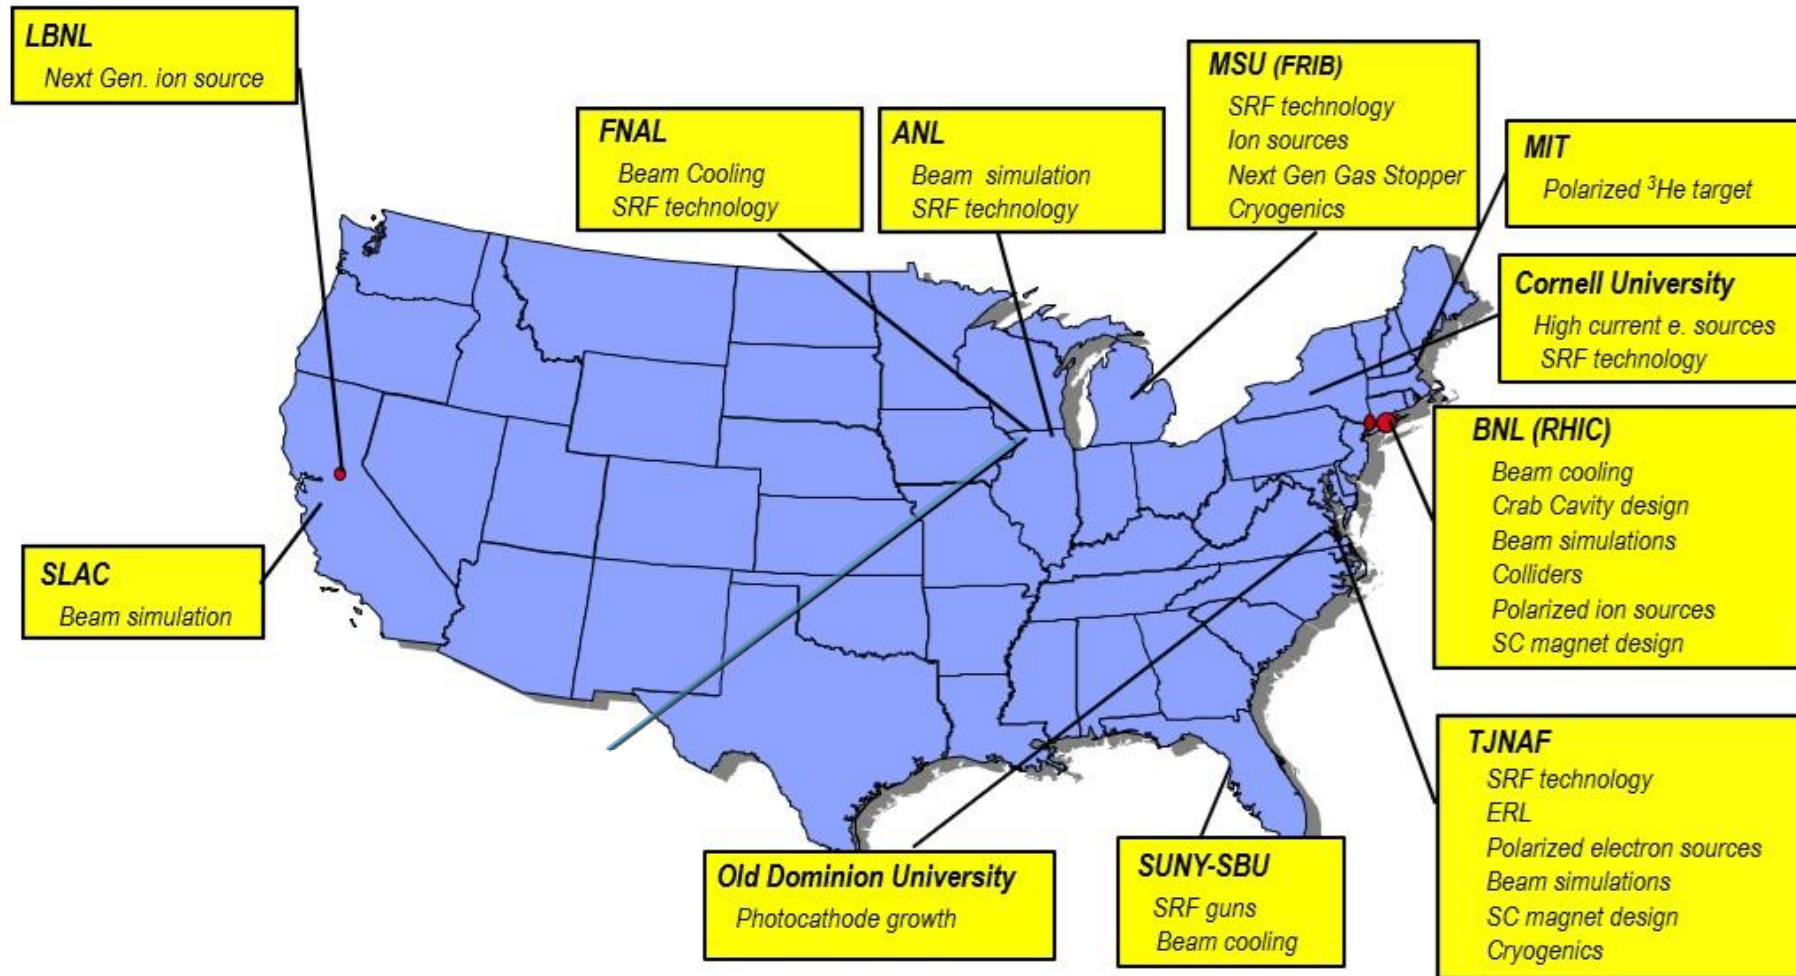 LBNL
Next Gen. ion source
FNAL
Beam Cooling
SRF technology
ANL
Beam simulation
SRF technology
MSU (FRIB)
SRF technology
Ion sources
Next Gen Gas Stopper
Cryogenics
MIT
Polarized ³He target
Cornell University
High current e. sources
SRF technology
BNL (RHIC)
Beam cooling
Crab Cavity design
Beam simulations
Colliders
Polarized ion sources
SC magnet design
SLAC
Beam simulation
Old Dominion University
Photocathode growth
SUNY-SBU
SRF guns
Beam cooling
TJNAF
SRF technology
ERL
Polarized electron sources
Beam simulations
SC magnet design
Cryogenics